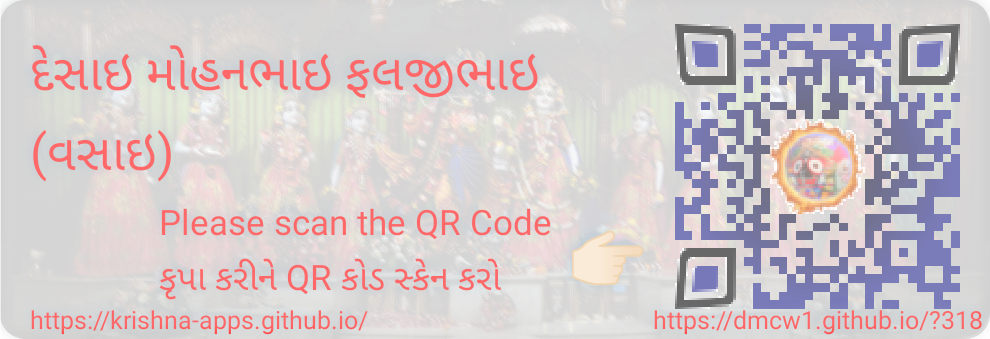 દેસાઇ મોહનભાઇ ફલજીભાઇ
(વસાઇ)
Please scan the QR Code
કૃપા કરીને QR કોડ સ્કેન કરો
https://krishna-apps.github.io/
https://dmcw1.github.io/?318